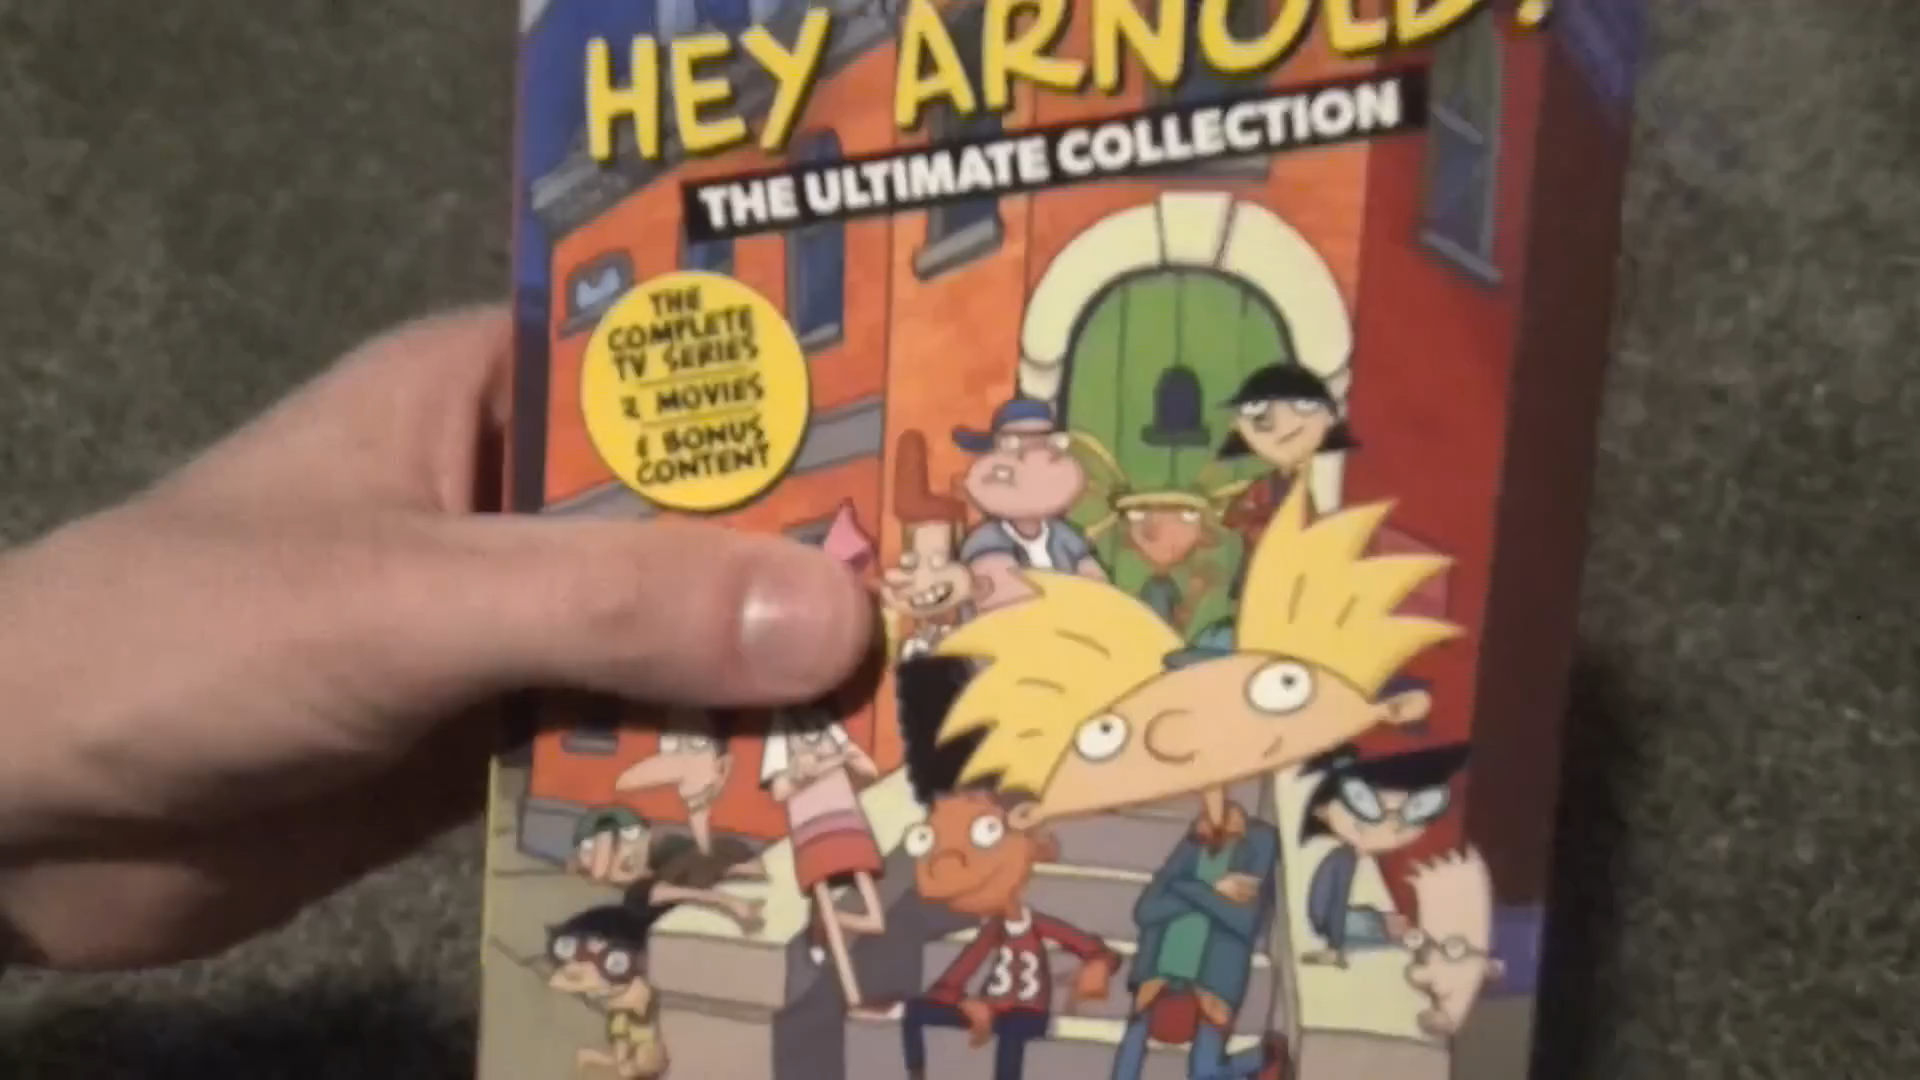 HEY ARNOLD!
THE ULTIMATE COLLECTION
THE
COMPLETE
TV SERIES
2 MOVIES
& BONUS
CONTENT
33